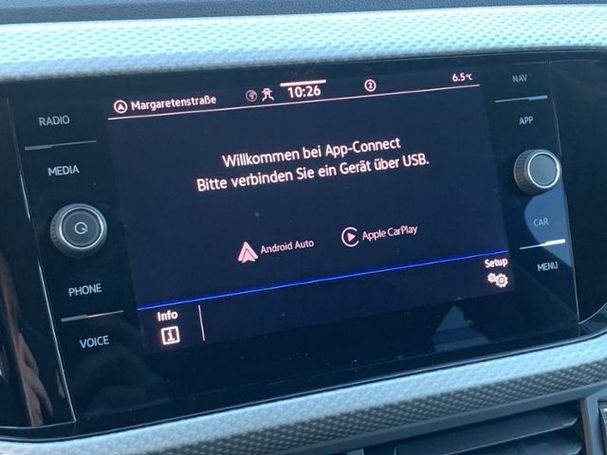 RADIO
MEDIA
PHONE
VOICE
Margaretenstraße 10:26 2 6.5°C
Willkommen bei App-Connect
Bitte verbinden Sie ein Gerät über USB.
Android Auto Apple CarPlay
Info
Setup
NAV
APP
CAR
MENU